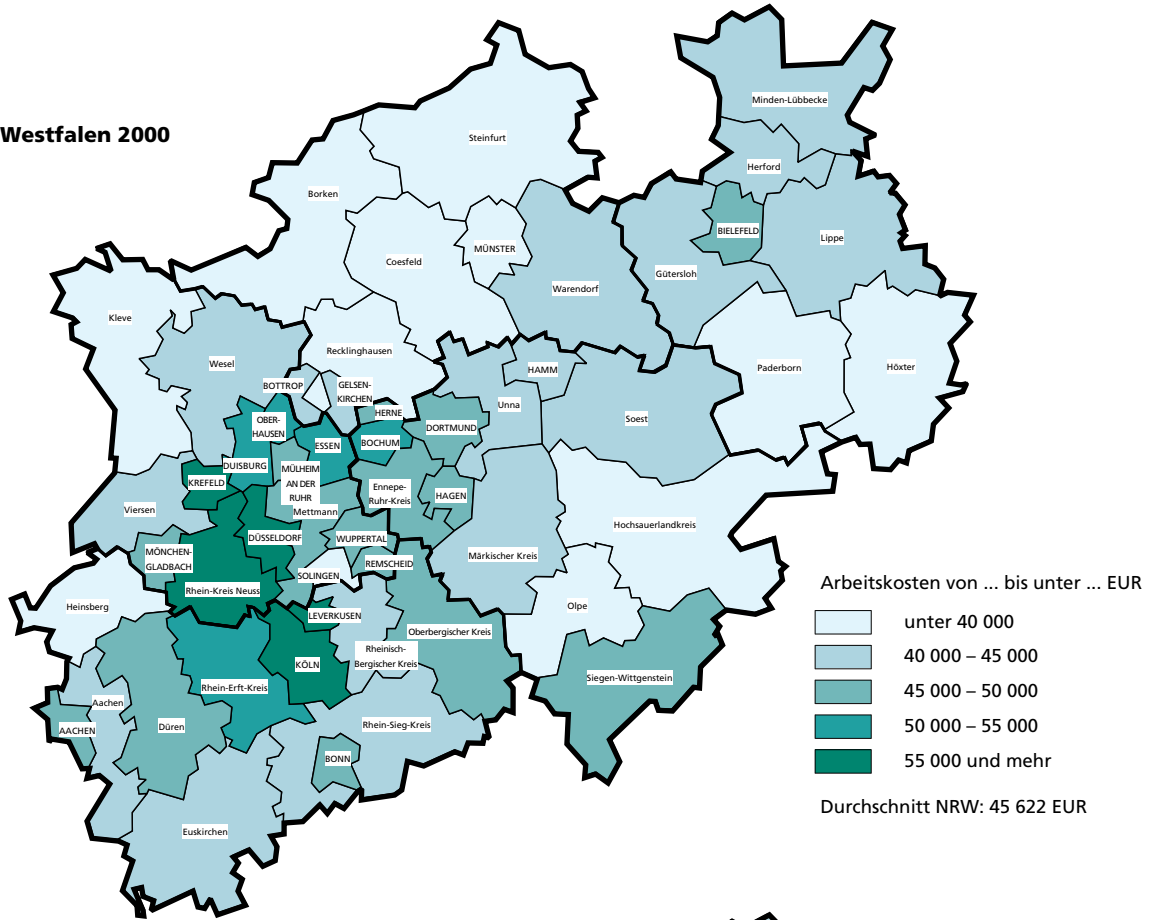 Westfalen 2000
Minden-Lübbecke
Steinfurt
Herford
Borken
BIELEFELD
Lippe
MÜNSTER
Coesfeld
Gütersloh
Warendorf
Kleve
Recklinghausen
Wesel
Paderborn
Höxter
HAMM
BOTTROP
GELSEN-
KIRCHEN
Unna
HERNE
Soest
OBER-
HAUSEN
DORTMUND
ESSEN
BOCHUM
DUISBURG
MÜLHEIM
AN DER
RUHR
KREFELD
Ennepe-
Ruhr-Kreis
HAGEN
Viersen
Mettmann
Hochsauerlandkreis
DÜSSELDORF
WUPPERTAL
MÖNCHEN-
GLADBACH
Märkischer Kreis
REMSCHEID
SOLINGEN
Rhein-Kreis Neuss
Heinsberg
Olpe
LEVERKUSEN
Oberbergischer Kreis
Rheinisch-
Bergischer Kreis
KÖLN
Siegen-Wittgenstein
Rhein-Erft-Kreis
Aachen
Rhein-Sieg-Kreis
Düren
AACHEN
BONN
Euskirchen
Arbeitskosten von ... bis unter ... EUR
unter 40 000
40 000 – 45 000
45 000 – 50 000
50 000 – 55 000
55 000 und mehr
Durchschnitt NRW: 45 622 EUR